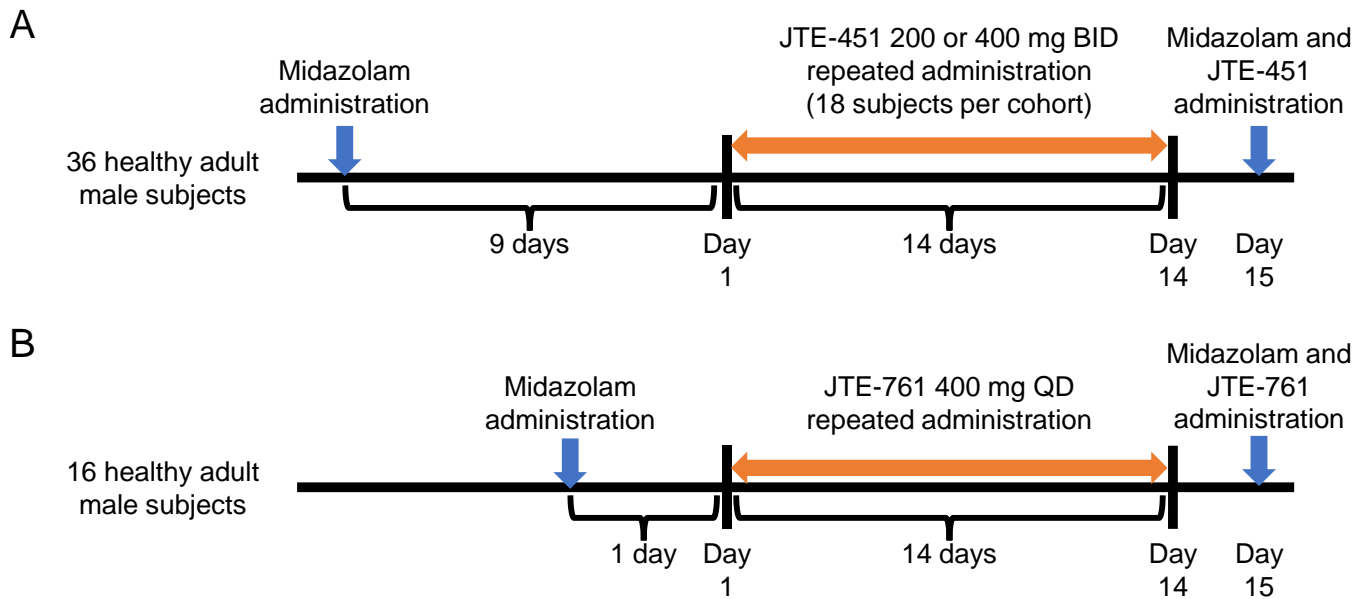 A
Midazolam
administration
JTE-451 200 or 400 mg BID
repeated administration
(18 subjects per cohort)
Midazolam and
JTE-451
administration
36 healthy adult
male subjects
9 days
Day
1
14 days
Day
14
Day
15
B
Midazolam
administration
JTE-761 400 mg QD
repeated administration
Midazolam and
JTE-761
administration
16 healthy adult
male subjects
1 day
Day
1
14 days
Day
14
Day
15